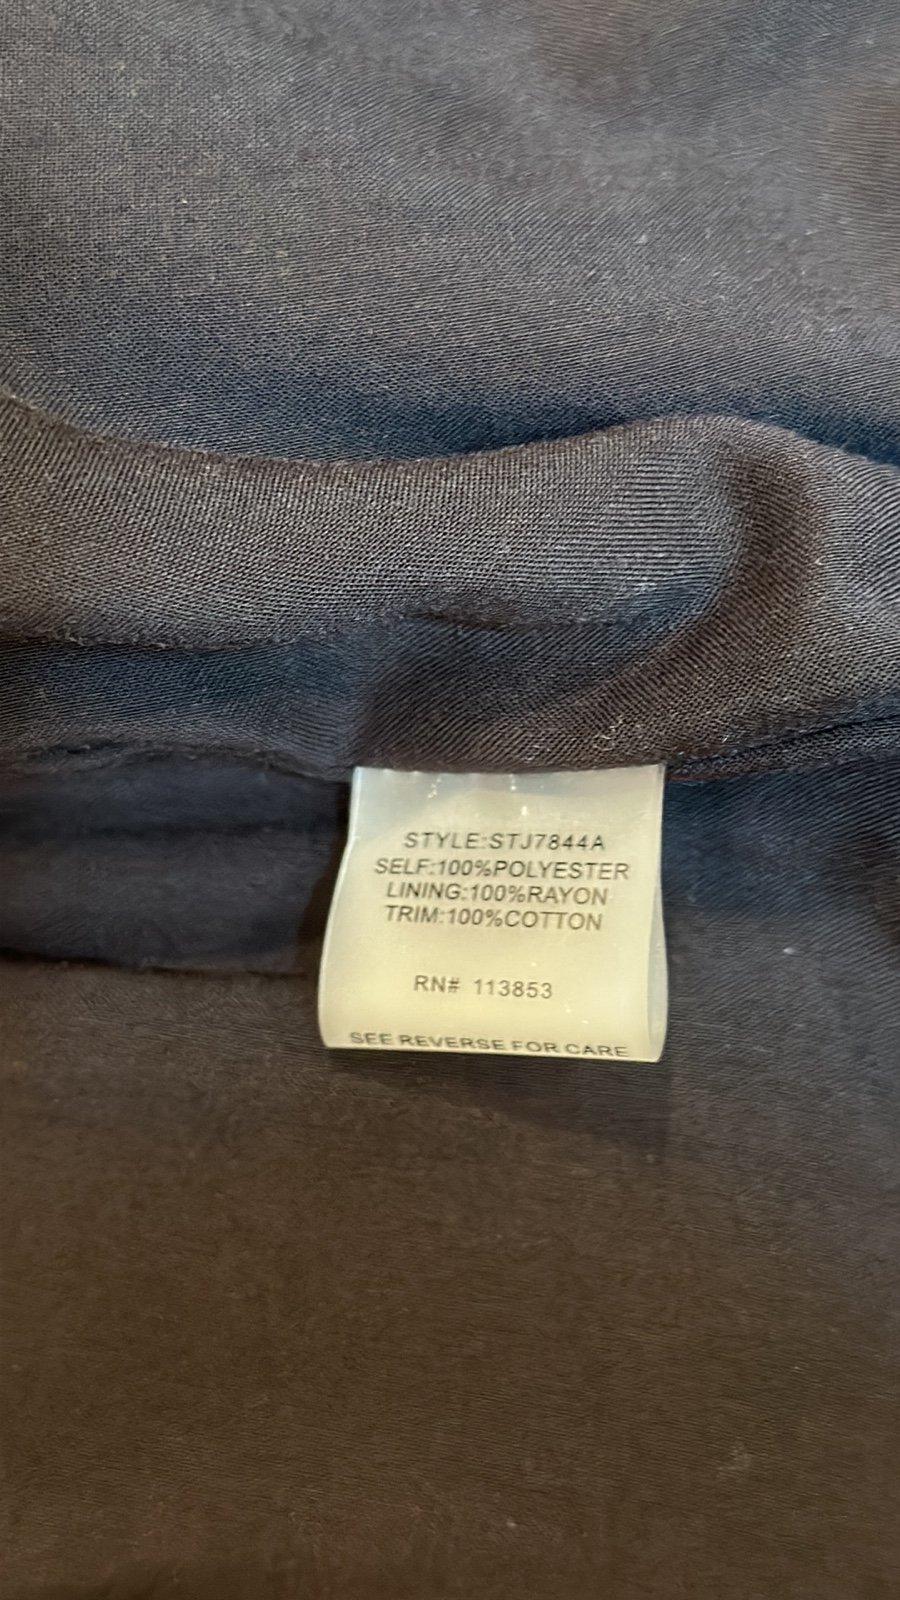 STYLE:STJ7844A
SELF:100%POLYESTER
LINING:100%RAYON
TRIM:100%COTTON
RN# 113853
SEE REVERSE FOR CARE